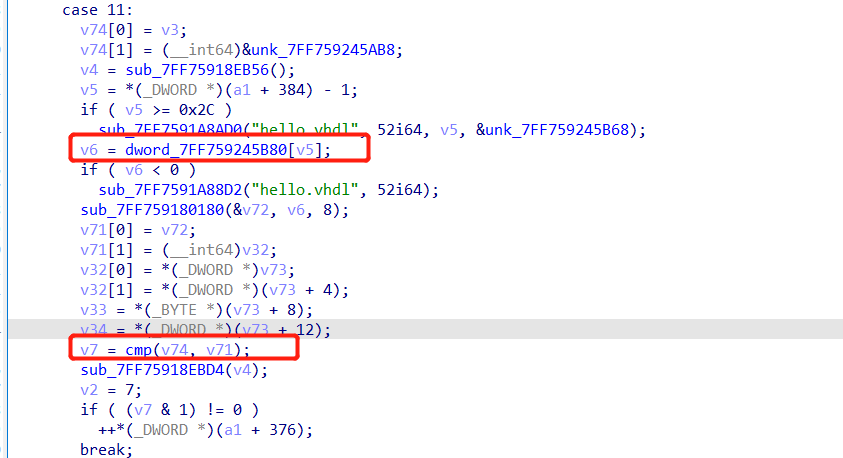 case 11:
v74[0] = v3;
v74[1] = (__int64)&unk_7FF759245AB8;
v4 = sub_7FF75918EB56();
v5 = *(_DWORD *)(a1 + 384) - 1;
if ( v5 >= 0x2C )
sub_7FF7591A8AD0("hello.vhdl", 52i64, v5, &unk_7FF759245B68);
v6 = dword_7FF759245B80[v5];
if ( v6 < 0 )
sub_7FF7591A88D2("hello.vhdl", 52i64);
sub_7FF759180180(&v72, v6, 8);
v71[0] = v72;
v71[1] = (__int64)v32;
v32[0] = *(_DWORD *)v73;
v32[1] = *(_DWORD *)(v73 + 4);
v33 = *(_BYTE *)(v73 + 8);
v34 = *(_DWORD *)(v73 + 12);
v7 = cmp(v74, v71);
sub_7FF75918EBD4(v4);
v2 = 7;
if ( (v7 & 1) != 0 )
++*(_DWORD *)(a1 + 376);
break;